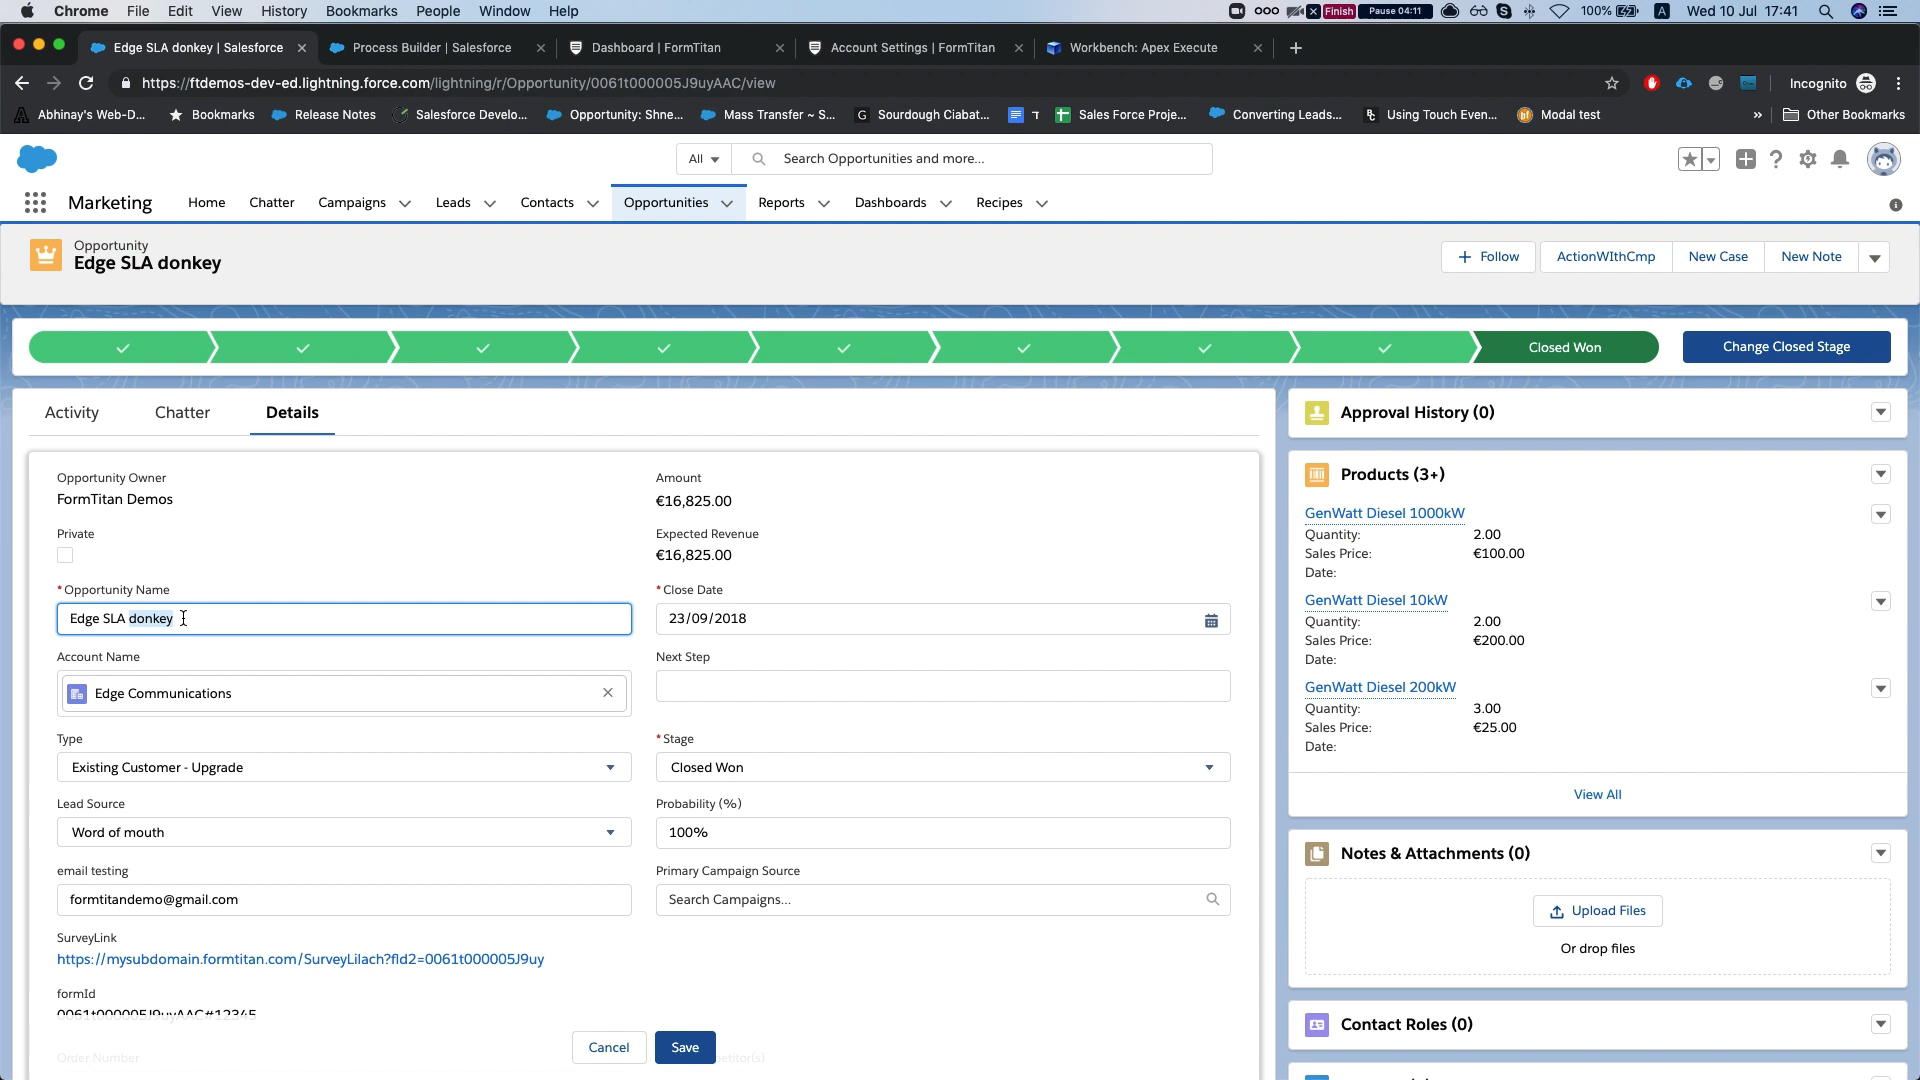 Chrome File Edit View History Bookmarks People Window Help Finish Pause 04:11 100% A Wed 10 Jul 17:41
Edge SLA donkey | Salesforce Process Builder | Salesforce Dashboard | FormTitan Account Settings | FormTitan Workbench: Apex Execute
https://ftdemos-dev-ed.lightning.force.com/lightning/r/Opportunity/0061t000005J9uyAAC/view Incognito
Abhinay's Web-D... Bookmarks Release Notes Salesforce Develo... Opportunity: Shne... Mass Transfer ~ S... G Sourdough Ciabat... T Sales Force Proje... Converting Leads... Using Touch Even... Modal test » Other Bookmarks
All Search Opportunities and more...
Marketing Home Chatter Campaigns Leads Contacts Opportunities Reports Dashboards Recipes
Opportunity
Edge SLA donkey
Follow ActionWIthCmp New Case New Note
Closed Won Change Closed Stage
Activity Chatter Details
Opportunity Owner
FormTitan Demos
Amount
€16,825.00
Private
Expected Revenue
€16,825.00
*Opportunity Name
Edge SLA donkey
*Close Date
23/09/2018
Account Name
Edge Communications
Next Step
Type
Existing Customer - Upgrade
*Stage
Closed Won
Lead Source
Word of mouth
Probability (%)
100%
email testing
formtitandemo@gmail.com
Primary Campaign Source
Search Campaigns...
SurveyLink
https://mysubdomain.formtitan.com/SurveyLilach?fld2=0061t000005J9uy
formId
0061t000005J9uyAAC#12345
Order Number
petitor(s)
Cancel Save
Approval History (0)
Products (3+)
GenWatt Diesel 1000kW
Quantity: 2.00
Sales Price: €100.00
Date:
GenWatt Diesel 10kW
Quantity: 2.00
Sales Price: €200.00
Date:
GenWatt Diesel 200kW
Quantity: 3.00
Sales Price: €25.00
Date:
View All
Notes & Attachments (0)
Upload Files
Or drop files
Contact Roles (0)